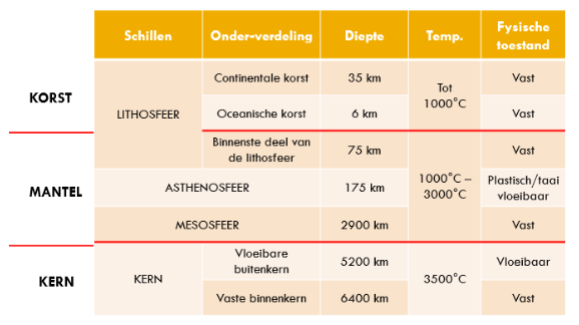 Schillen Onder-verdeling Diepte Temp. Fysische
toestand
KORST
LITHOSFEER
Continentale korst 35 km
Tot
1000°C
Vast
Oceanische korst 6 km Vast
MANTEL
Binnenste deel van
de lithosfeer
75 km
1000°C –
3000°C
Vast
ASTHENOSFEER 175 km Plastisch/taai
vloeibaar
MESOSFEER 2900 km Vast
KERN
KERN
Vloeibare
buitenkern
5200 km
3500°C
Vloeibaar
Vaste binnenkern 6400 km Vast